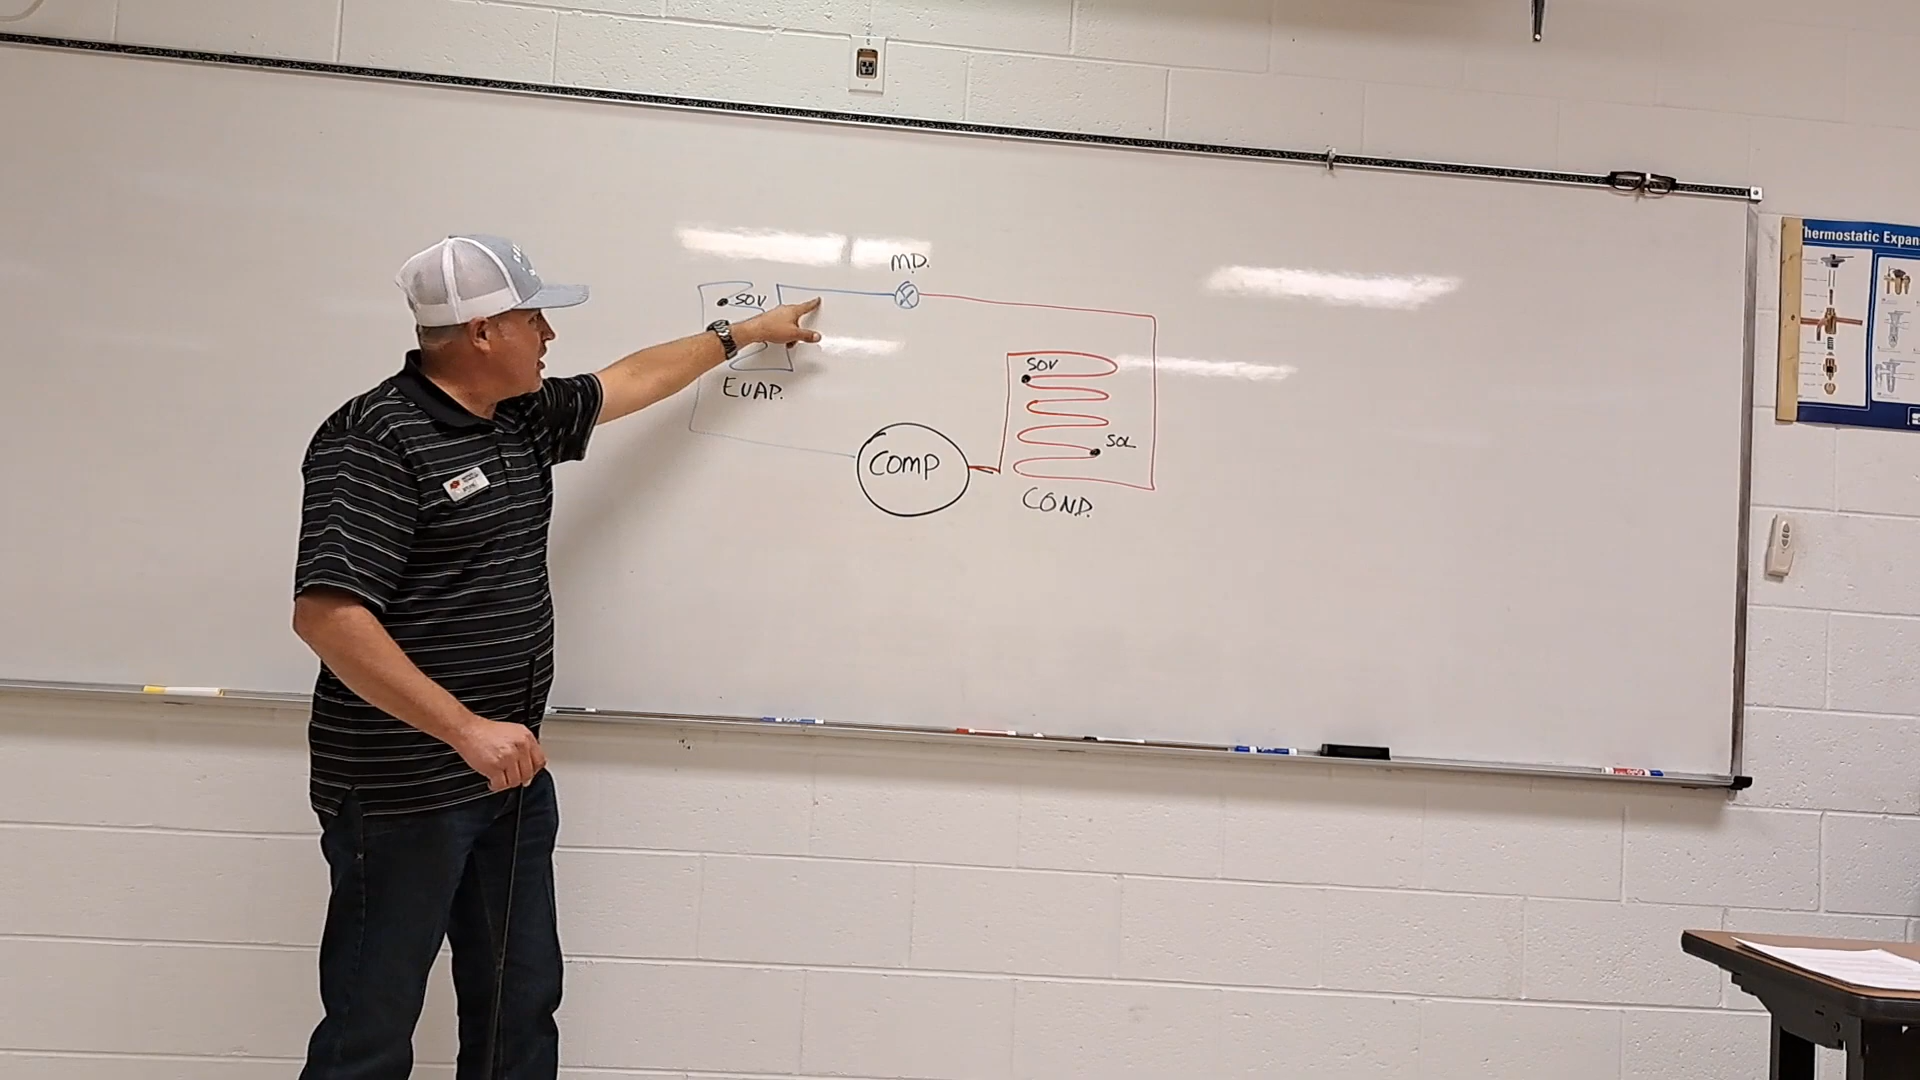 M.D.
SOV
EVAP.
COMP
SOV
SOL
COND.
Thermostatic Expan